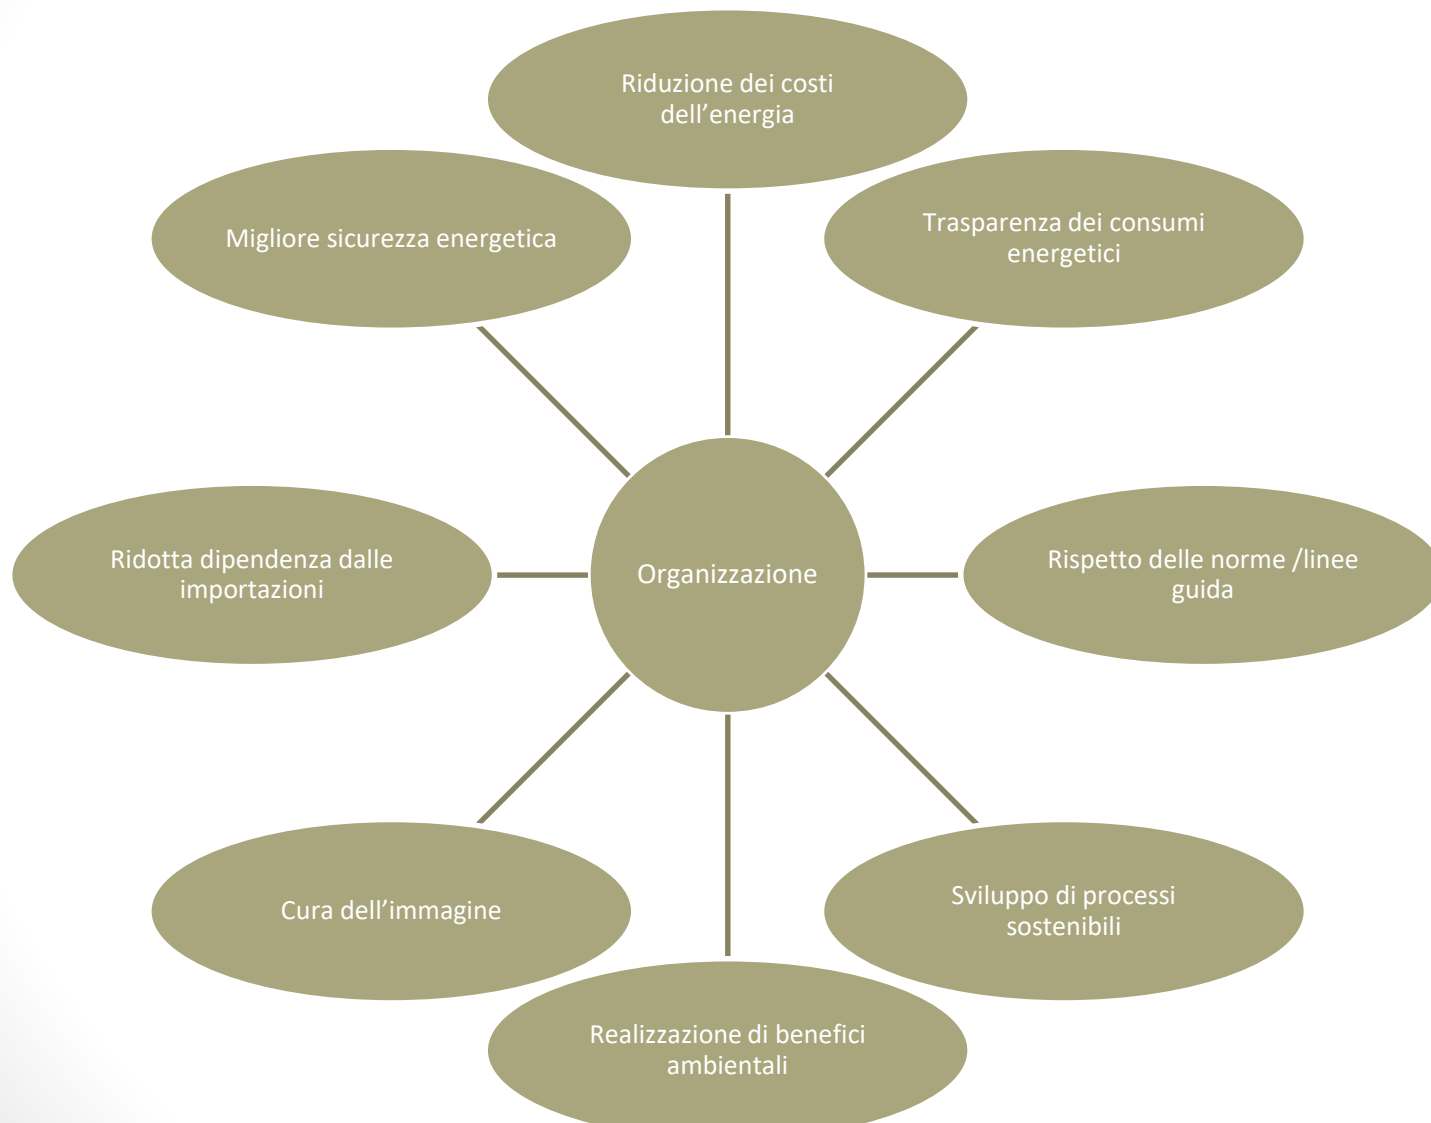 Riduzione dei costi
dell’energia
Migliore sicurezza energetica
Trasparenza dei consumi
energetici
Ridotta dipendenza dalle
importazioni
Organizzazione
Rispetto delle norme /linee
guida
Cura dell’immagine
Sviluppo di processi
sostenibili
Realizzazione di benefici
ambientali